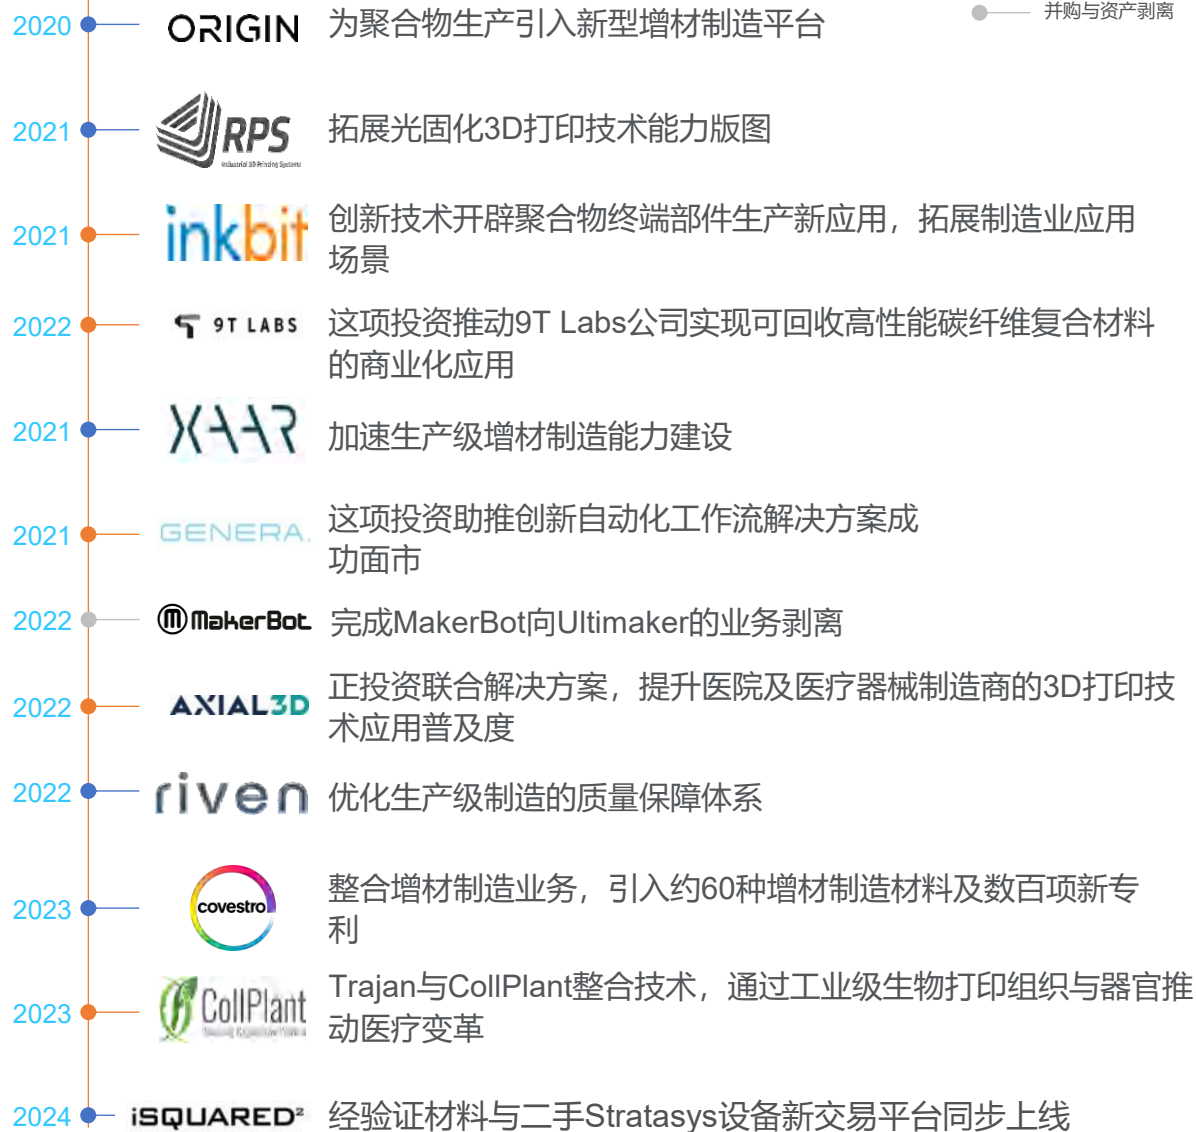 并购与资产剥离
2020
ORIGIN
为聚合物生产引入新型增材制造平台
2021
RPS
Industrial 3D Printing Systems
拓展光固化3D打印技术能力版图
2021
inkbit
创新技术开辟聚合物终端部件生产新应用，拓展制造业应用
场景
2022
9T LABS
这项投资推动9T Labs公司实现可回收高性能碳纤维复合材料
的商业化应用
2021
XAAR
加速生产级增材制造能力建设
2021
GENERA.
这项投资助推创新自动化工作流解决方案成
功面市
2022
MakerBot
完成MakerBot向Ultimaker的业务剥离
2022
AXIAL3D
正投资联合解决方案，提升医院及医疗器械制造商的3D打印技
术应用普及度
2022
riven
优化生产级制造的质量保障体系
2023
covestro
整合增材制造业务，引入约60种增材制造材料及数百项新专
利
2023
CollPlant
Trajan与CollPlant整合技术，通过工业级生物打印组织与器官推
动医疗变革
2024
iSQUARED²
经验证材料与二手Stratasys设备新交易平台同步上线